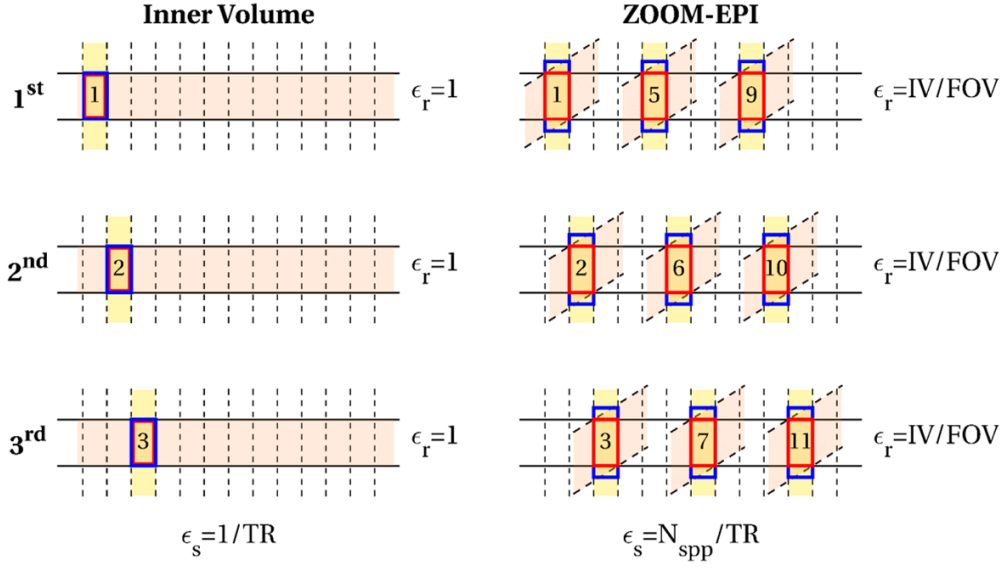 Inner Volume ZOOM-EPI
1st 1 ϵr=1 1 5 9 ϵr=IV/FOV
2nd 2 ϵr=1 2 6 10 ϵr=IV/FOV
3rd 3 ϵr=1 3 7 11 ϵr=IV/FOV
ϵs=1/TR ϵs=Nspp/TR